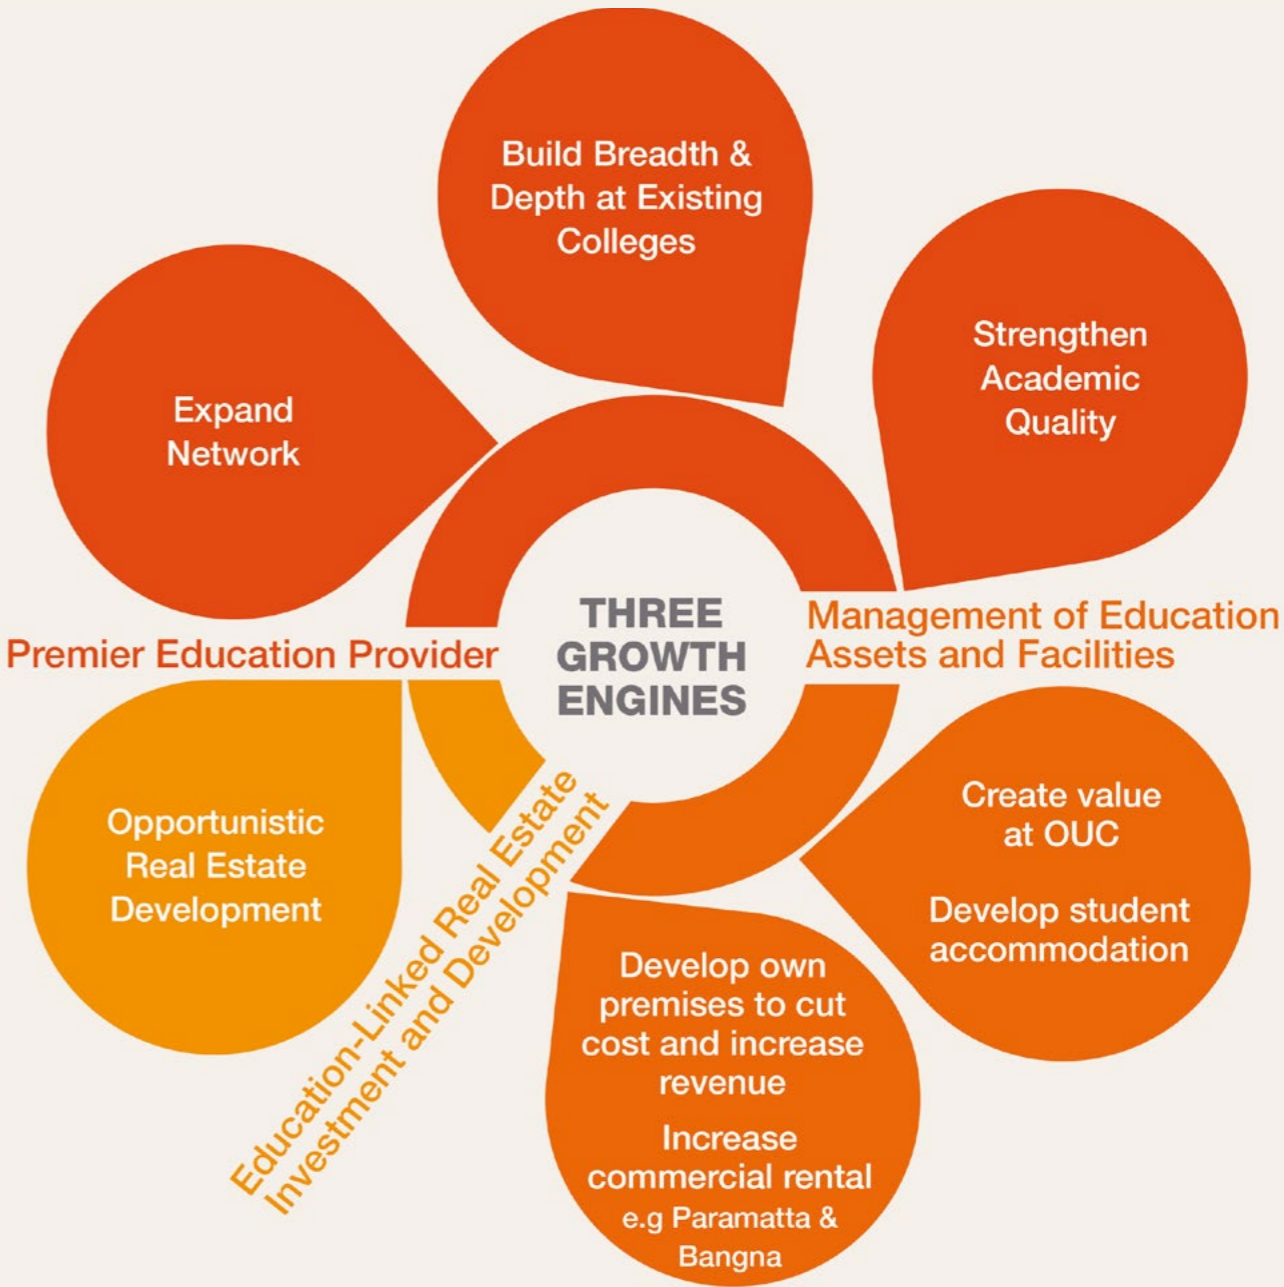 Build Breadth &
Depth at Existing
Colleges
Strengthen
Academic
Quality
Expand
Network
THREE
GROWTH
ENGINES
Premier Education Provider
Management of Education
Assets and Facilities
Opportunistic
Real Estate
Development
Education-Linked Real Estate
Investment and Development
Create value
at OUC
Develop student
accommodation
Develop own
premises to cut
cost and increase
revenue
Increase
commercial rental
e.g Paramatta &
Bangna